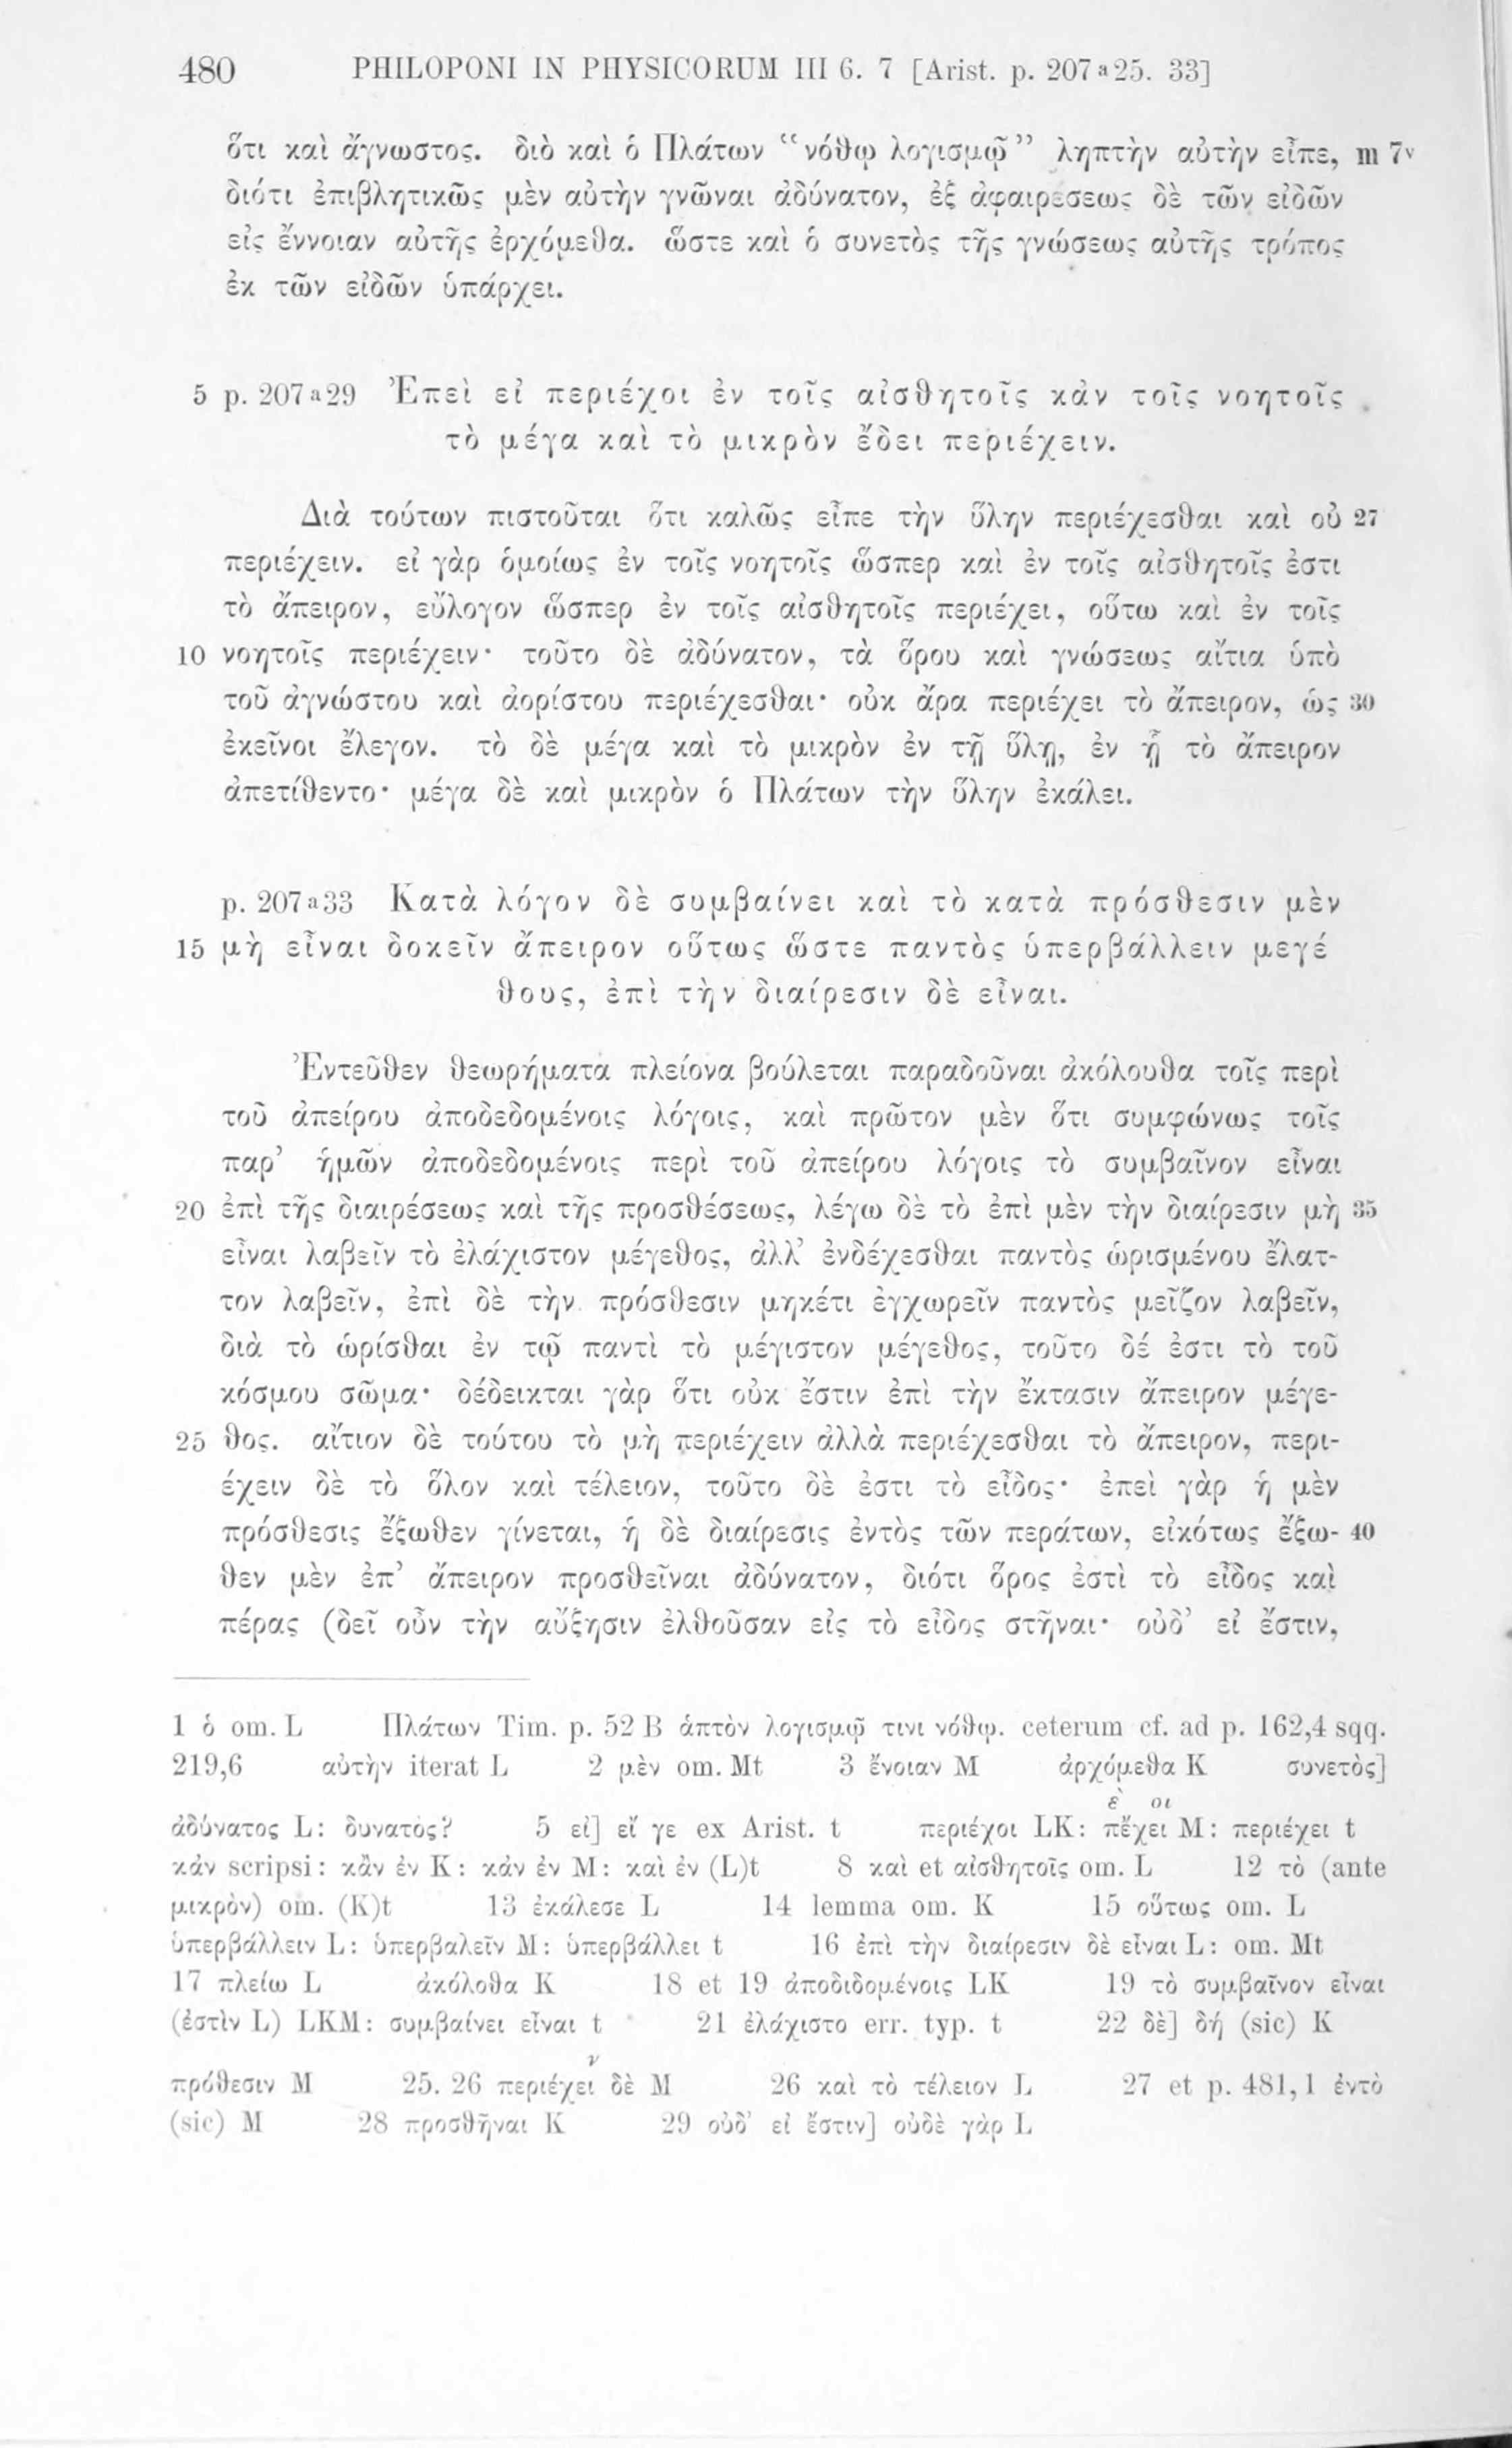 480 PHILOPONI IN PHYSICORUM III 6. 7 [Arist. p. 207 a 25. 33]
ὅτι καὶ ἄγνωστος. διὸ καὶ ὁ Πλάτων “νόθῳ λογισμῷ” ληπτὴν αὐτὴν εἶπε, m 7v
διότι ἐπιβλητικῶς μὲν αὐτὴν γνῶναι ἀδύνατον, ἐξ ἀφαιρέσεως δὲ τῶν εἰδῶν
εἰς ἔννοιαν αὐτῆς ἐρχόμεθα. ὥστε καὶ ὁ συνετὸς τῆς γνώσεως αὐτῆς τρόπος
ἐκ τῶν εἰδῶν ὑπάρχει.
5 p. 207 a 29 Ἐπεὶ εἰ περιέχοι ἐν τοῖς αἰσθητοῖς κἀν τοῖς νοητοῖς
τὸ μέγα καὶ τὸ μικρὸν ἔδει περιέχειν.
Διὰ τούτων πιστοῦται ὅτι καλῶς εἶπε τὴν ὕλην περιέχεσθαι καὶ οὐ 27
περιέχειν. εἰ γὰρ ὁμοίως ἐν τοῖς νοητοῖς ὥσπερ καὶ ἐν τοῖς αἰσθητοῖς ἐστι
τὸ ἄπειρον, εὔλογον ὥσπερ ἐν τοῖς αἰσθητοῖς περιέχει, οὕτω καὶ ἐν τοῖς
10 νοητοῖς περιέχειν· τοῦτο δὲ ἀδύνατον, τὰ ὅρου καὶ γνώσεως αἴτια ὑπὸ
τοῦ ἀγνώστου καὶ ἀορίστου περιέχεσθαι· οὐκ ἄρα περιέχει τὸ ἄπειρον, ὡς 30
ἐκεῖνοι ἔλεγον. τὸ δὲ μέγα καὶ τὸ μικρὸν ἐν τῇ ὕλῃ, ἐν ᾗ τὸ ἄπειρον
ἀπετίθεντο· μέγα δὲ καὶ μικρὸν ὁ Πλάτων τὴν ὕλην ἐκάλει.
p. 207 a 33 Κατὰ λόγον δὲ συμβαίνει καὶ τὸ κατὰ πρόσθεσιν μὲν
15 μὴ εἶναι δοκεῖν ἄπειρον οὕτως ὥστε παντὸς ὑπερβάλλειν μεγέ
θους, ἐπὶ τὴν διαίρεσιν δὲ εἶναι.
Ἐντεῦθεν θεωρήματα πλείονα βούλεται παραδοῦναι ἀκόλουθα τοῖς περὶ
τοῦ ἀπείρου ἀποδεδομένοις λόγοις, καὶ πρῶτον μὲν ὅτι συμφώνως τοῖς
παρ’ ἡμῶν ἀποδεδομένοις περὶ τοῦ ἀπείρου λόγοις τὸ συμβαῖνον εἶναι
20 ἐπὶ τῆς διαιρέσεως καὶ τῆς προσθέσεως, λέγω δὲ τὸ ἐπὶ μὲν τὴν διαίρεσιν μὴ 35
εἶναι λαβεῖν τὸ ἐλάχιστον μέγεθος, ἀλλ’ ἐνδέχεσθαι παντὸς ὡρισμένου ἔλατ-
τον λαβεῖν, ἐπὶ δὲ τὴν πρόσθεσιν μηκέτι ἐγχωρεῖν παντὸς μεῖζον λαβεῖν,
διὰ τὸ ὡρίσθαι ἐν τῷ παντὶ τὸ μέγιστον μέγεθος, τοῦτο δέ ἐστι τὸ τοῦ
κόσμου σῶμα· δέδεικται γὰρ ὅτι οὐκ ἔστιν ἐπὶ τὴν ἔκτασιν ἄπειρον μέγε-
25 θος. αἴτιον δὲ τούτου τὸ μὴ περιέχειν ἀλλὰ περιέχεσθαι τὸ ἄπειρον, περι-
έχειν δὲ τὸ ὅλον καὶ τέλειον, τοῦτο δὲ ἐστι τὸ εἶδος· ἐπεὶ γὰρ ἡ μὲν
πρόσθεσις ἔξωθεν γίνεται, ἡ δὲ διαίρεσις ἐντὸς τῶν περάτων, εἰκότως ἔξω- 40
θεν μὲν ἐπ’ ἄπειρον προσθεῖναι ἀδύνατον, διότι ὅρος ἐστὶ τὸ εἶδος καὶ
πέρας (δεῖ οὖν τὴν αὔξησιν ἐλθοῦσαν εἰς τὸ εἶδος στῆναι· οὐδ’ εἰ ἔστιν,
1 ὁ om. L Πλάτων Tim. p. 52 B ἁπτὸν λογισμῷ τινι νόθῳ. ceterum cf. ad p. 162,4 sqq.
219,6 αὐτὴν iterat L 2 μὲν om. Mt 3 ἔνοιαν M ἀρχόμεθα K συνετὸς]
ἀδύνατος L: δυνατὸς? 5 εἰ] εἴ γε ex Arist. t περιέχοι LK: πἔχει M: περιέχει t
κἀν scripsi: κἂν ἐν K: κἀν ἐν M: καὶ ἐν (L)t 8 καὶ et αἰσθητοῖς om. L 12 τὸ (ante
μικρὸν) om. (K)t 13 ἐκάλεσε L 14 lemma om. K 15 οὕτως om. L
ὑπερβάλλειν L: ὑπερβαλεῖν M: ὑπερβάλλει t 16 ἐπὶ τὴν διαίρεσιν δὲ εἶναι L: om. Mt
17 πλείω L ἀκόλοθα K 18 et 19 ἀποδιδομένοις LK 19 τὸ συμβαῖνον εἶναι
(ἐστὶν L) LKM: συμβαίνει εἶναι t 21 ἐλάχιστο err. typ. t 22 δὲ] δή (sic) K
πρόθεσιν M 25. 26 περιέχει δὲ M 26 καὶ τὸ τέλειον L 27 et p. 481,1 ἐντὸ
(sic) M 28 προσθῆναι K 29 οὐδ’ εἰ ἔστιν] οὐδὲ γὰρ L